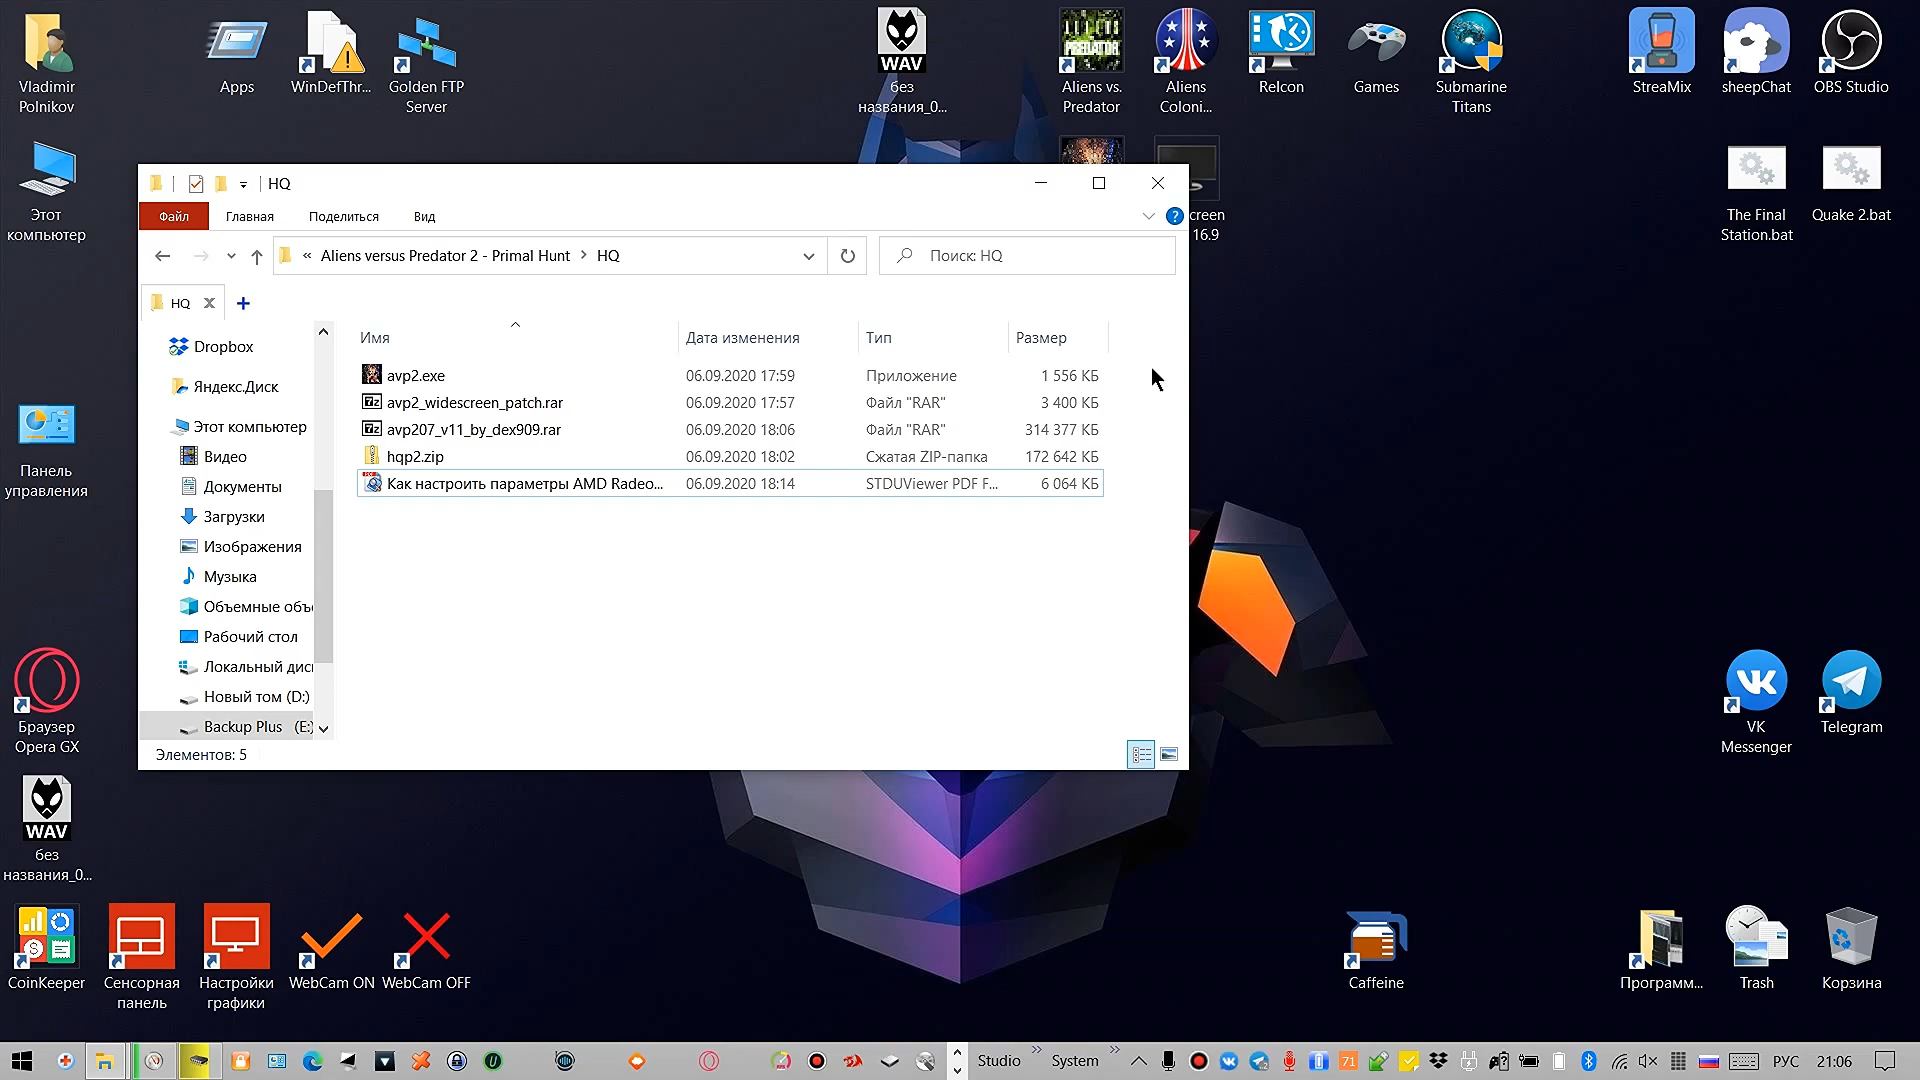 Vladimir
Polnikov
Apps
WinDefThr...
Golden FTP
Server
WAV
без
названия_0...
ALIENS
PREDATOR
Aliens vs.
Predator
Aliens
Coloni...
ReIcon
Games
Submarine
Titans
StreaMix
sheepChat
OBS Studio
Этот
компьютер
creen
16.9
The Final
Station.bat
Quake 2.bat
HQ
Файл
Главная
Поделиться
Вид
?
« Aliens versus Predator 2 - Primal Hunt > HQ
Поиск: HQ
HQ
Dropbox
Яндекс.Диск
Этот компьютер
Видео
Документы
Загрузки
Изображения
Музыка
Объемные объ
Рабочий стол
Локальный диск
Новый том (D:)
Backup Plus (E:)
Имя
Дата изменения
Тип
Размер
avp2.exe
06.09.2020 17:59
Приложение
1 556 КБ
avp2_widescreen_patch.rar
06.09.2020 17:57
Файл "RAR"
3 400 КБ
avp207_v11_by_dex909.rar
06.09.2020 18:06
Файл "RAR"
314 377 КБ
hqp2.zip
06.09.2020 18:02
Сжатая ZIP-папка
172 642 КБ
Как настроить параметры AMD Radeo...
06.09.2020 18:14
STDUViewer PDF F...
6 064 КБ
Элементов: 5
Панель
управления
Браузер
Opera GX
VK
Messenger
Telegram
WAV
без
названия_0...
CoinKeeper
Сенсорная
панель
Настройки
графики
WebCam ON
WebCam OFF
Caffeine
Программ...
Trash
Корзина
Studio
System
71
РУС
21:06